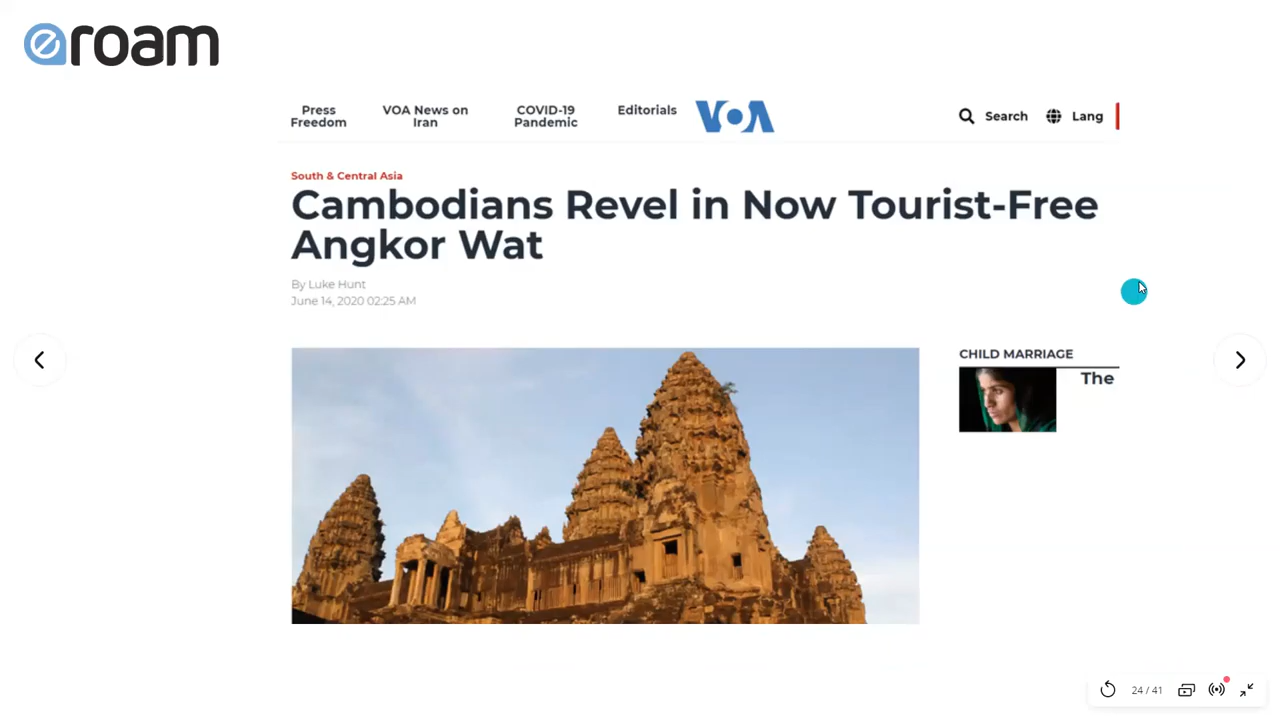 eroam
Press
Freedom
VOA News on
Iran
COVID-19
Pandemic
Editorials
VOA
Search
Lang
South & Central Asia
Cambodians Revel in Now Tourist-Free
Angkor Wat
By Luke Hunt
June 14, 2020 02:25 AM
CHILD MARRIAGE
The
24 / 41